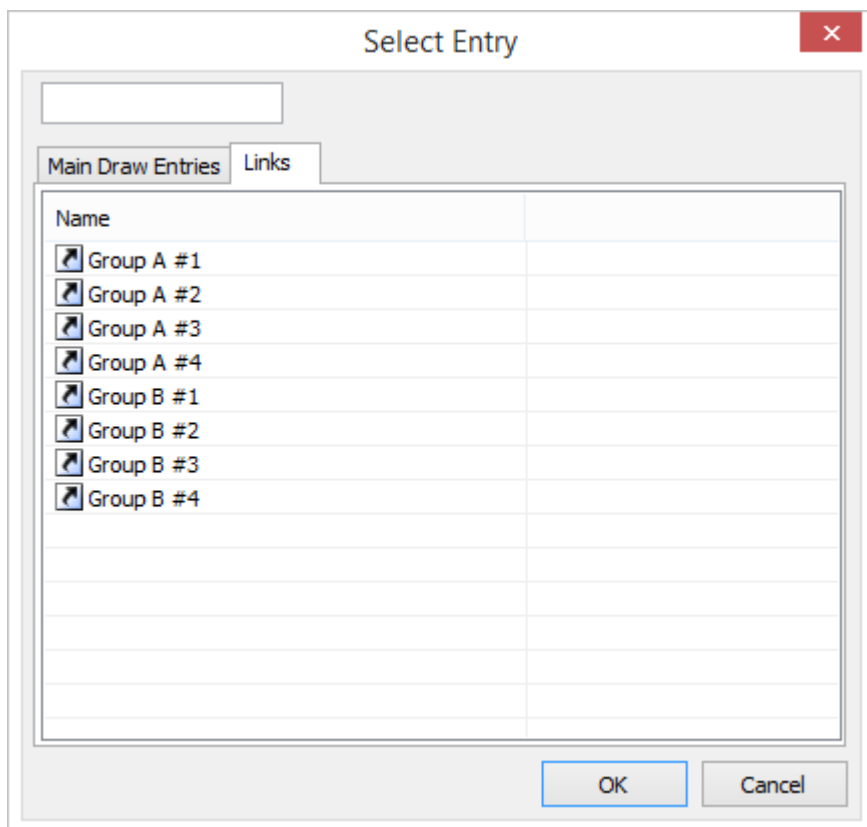 Select Entry
Main Draw Entries Links
Name
Group A #1
Group A #2
Group A #3
Group A #4
Group B #1
Group B #2
Group B #3
Group B #4
OK Cancel